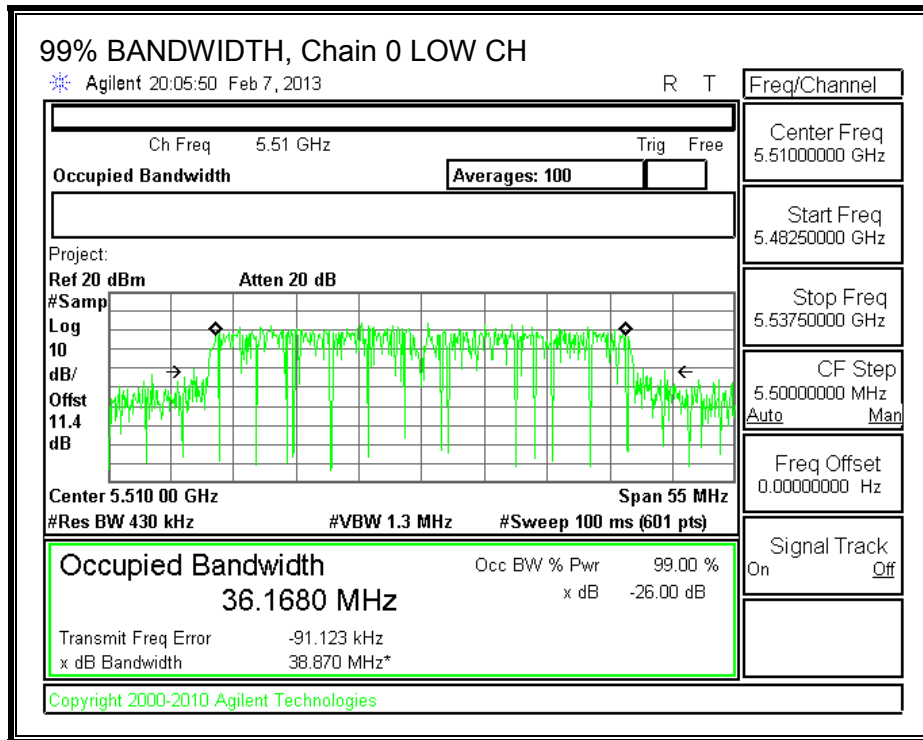 99% BANDWIDTH, Chain 0 LOW CH
Agilent 20:05:50 Feb 7, 2013 R T
Freq/Channel
Ch Freq 5.51 GHz Trig Free
Occupied Bandwidth Averages: 100
Project:
Ref 20 dBm Atten 20 dB
#Samp
Log
10
dB/
Offst
11.4
dB
Center 5.510 00 GHz Span 55 MHz
#Res BW 430 kHz #VBW 1.3 MHz #Sweep 100 ms (601 pts)
Occupied Bandwidth Occ BW % Pwr 99.00 %
36.1680 MHz x dB -26.00 dB
Transmit Freq Error -91.123 kHz
x dB Bandwidth 38.870 MHz*
Copyright 2000-2010 Agilent Technologies
Center Freq
5.51000000 GHz
Start Freq
5.48250000 GHz
Stop Freq
5.53750000 GHz
CF Step
5.50000000 MHz
Auto Man
Freq Offset
0.00000000 Hz
Signal Track
On Off